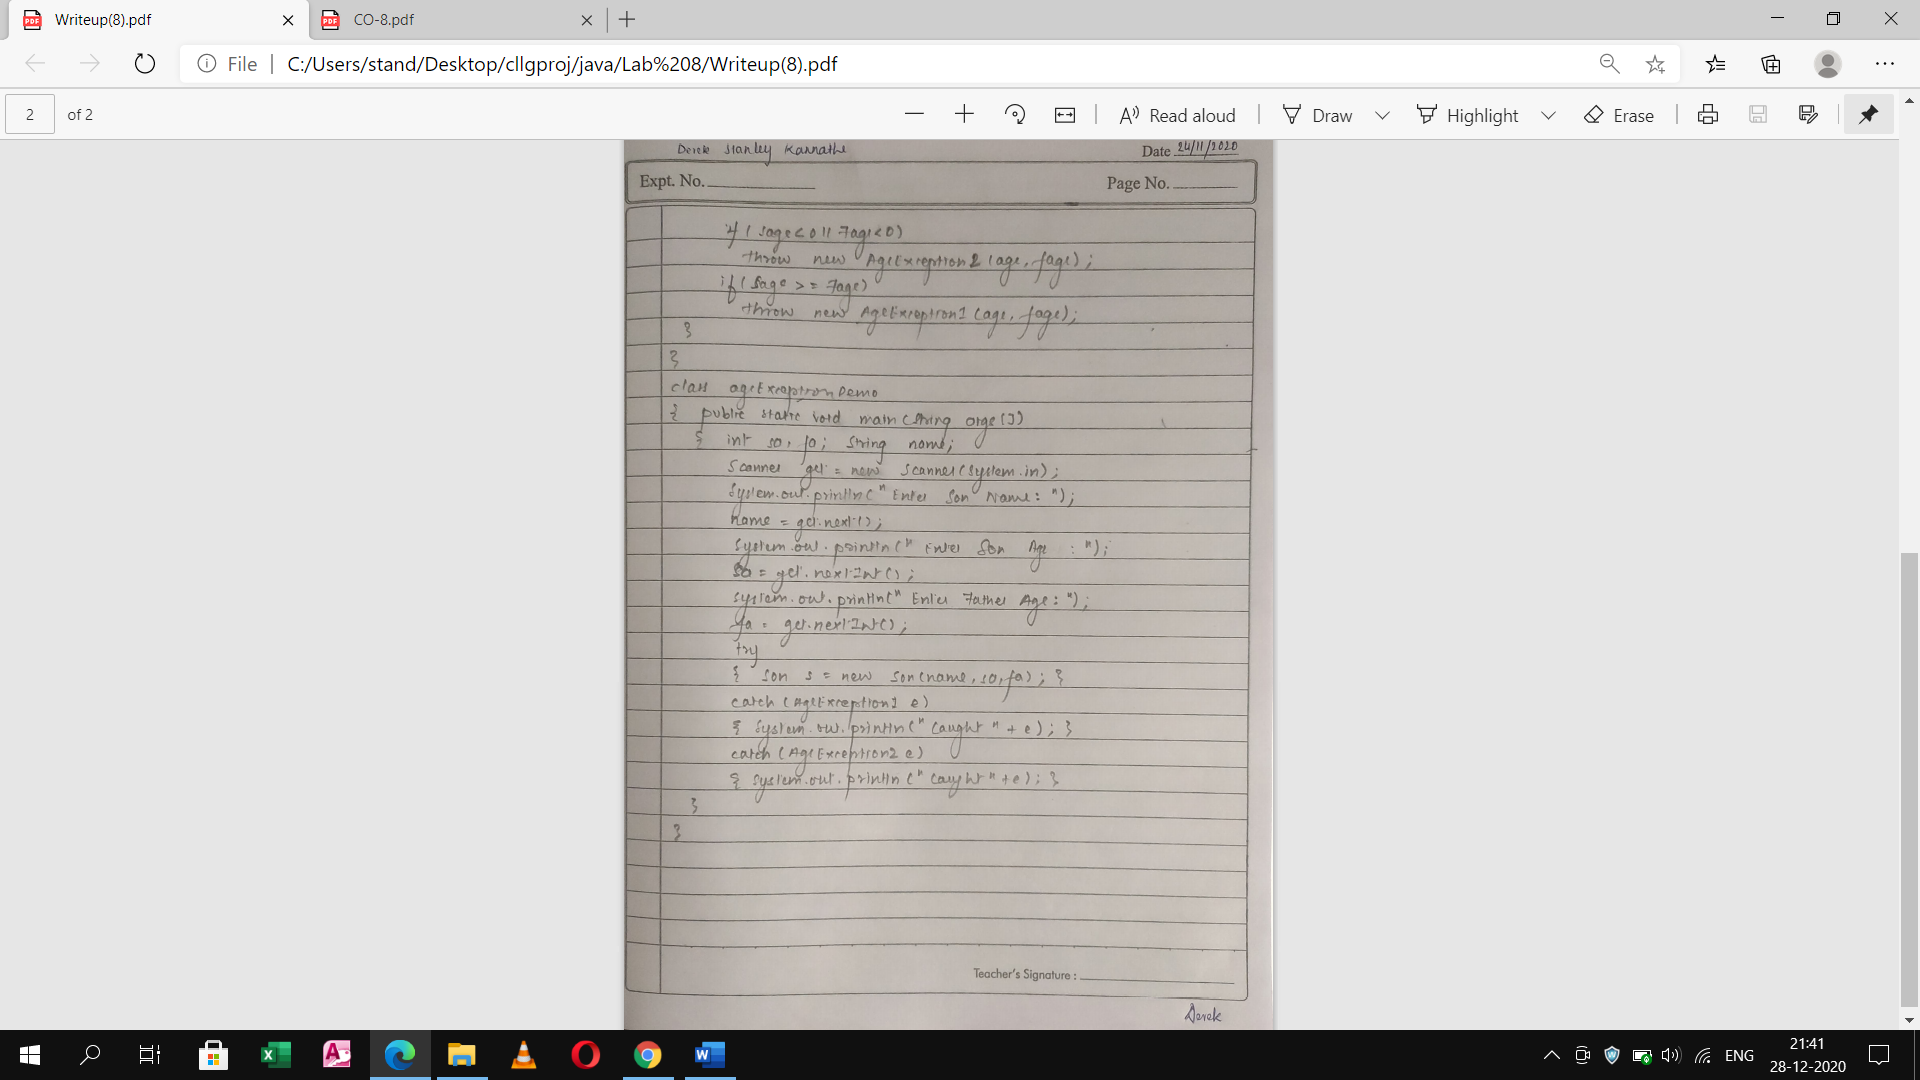 Writeup(8).pdf
CO-8.pdf
File
C:/Users/stand/Desktop/cllgproj/java/Lab%208/Writeup(8).pdf
2 of 2
Read aloud
Draw
Highlight
Erase
Derek Stanley Kannathe
Date 24/11/2020
Expt. No.
Page No.
if ( Sage < 0 || Fage < 0)
throw new AgeException2 (age, fage);
if ( Sage >= Fage)
throw new AgeException1 (age, fage);
}
}
class ageExceptionDemo
{ public static void main (String args [])
{ int so, fa; String name;
Scanner get = new Scanner(System.in);
System.out.println(" Enter Son Name: ");
name = get.next();
System.out.println(" Enter Son Age : ");
so = get.nextInt();
System.out.println(" Enter Father Age: ");
fa = get.nextInt();
try
{ Son s = new Son(name, so, fa); }
catch (AgeException1 e)
{ System.out.println(" Caught " + e); }
catch (AgeException2 e)
{ System.out.println (" Caught " + e); }
}
}
Teacher's Signature :
Derek
ENG
21:41
28-12-2020